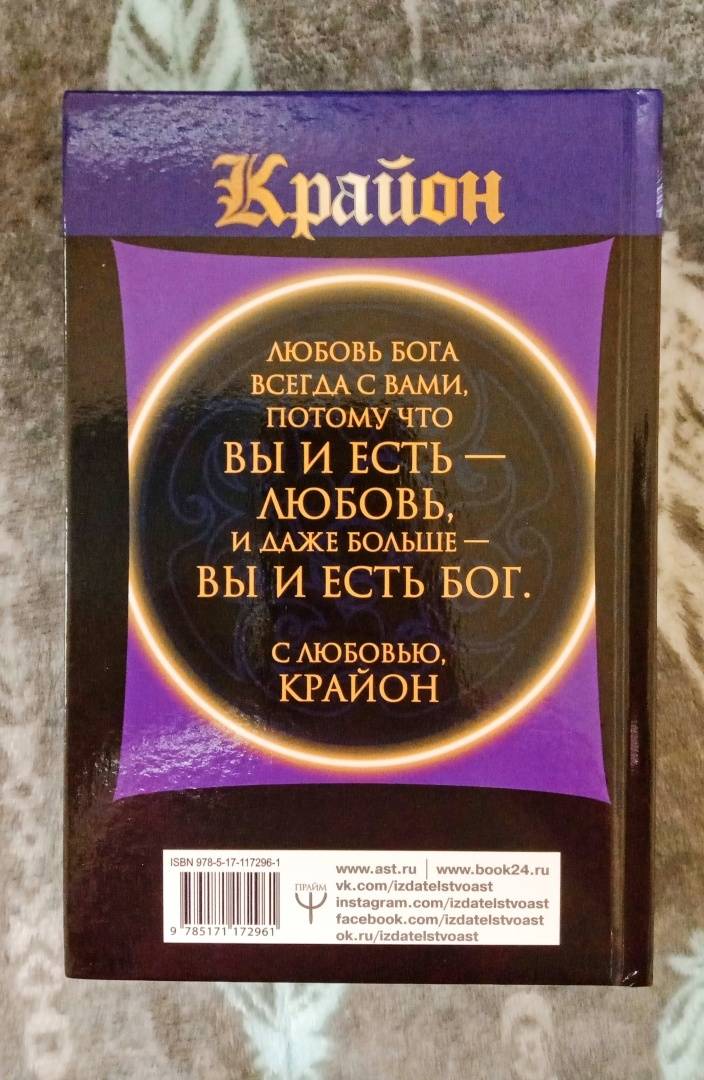 Крайон
ЛЮБОВЬ БОГА
ВСЕГДА С ВАМИ,
ПОТОМУ ЧТО
ВЫ И ЕСТЬ —
ЛЮБОВЬ,
И ДАЖЕ БОЛЬШЕ —
ВЫ И ЕСТЬ БОГ.
С ЛЮБОВЬЮ,
КРАЙОН
ISBN 978-5-17-117296-1
9 785171 172961
ПРАЙМ
www.ast.ru | www.book24.ru
vk.com/izdatelstvoast
instagram.com/izdatelstvoast
facebook.com/izdatelstvoast
ok.ru/izdatelstvoast